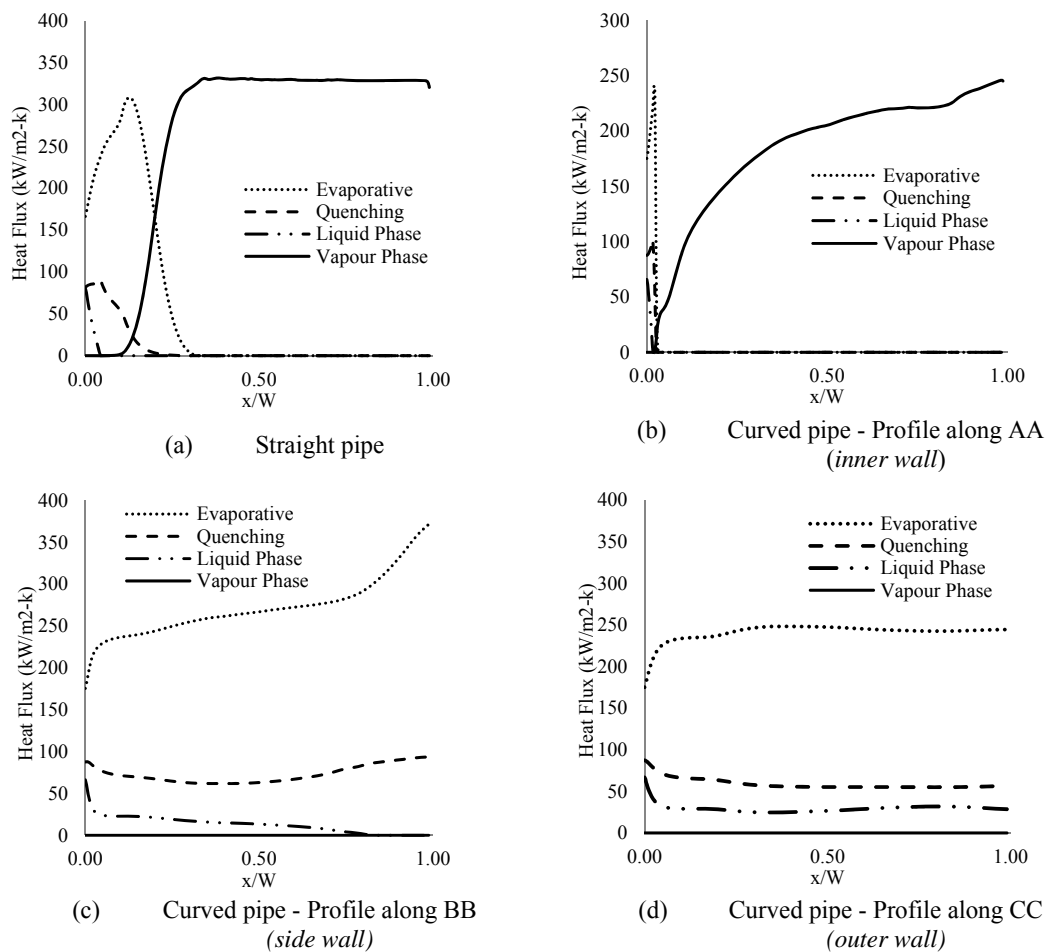 400
350
300
250
200
150
100
50
0
Heat Flux (kW/m2-k)
Evaporative
Quenching
Liquid Phase
Vapour Phase
0.00 0.50 1.00
x/W
(a) Straight pipe
300
250
200
150
100
50
0
Heat Flux (kW/m2-k)
Evaporative
Quenching
Liquid Phase
Vapour Phase
0.00 0.50 1.00
x/W
(b) Curved pipe - Profile along AA
(inner wall)
400
350
300
250
200
150
100
50
0
Heat Flux (kW/m2-k)
Evaporative
Quenching
Liquid Phase
Vapour Phase
0.00 0.50 1.00
x/W
(c) Curved pipe - Profile along BB
(side wall)
400
350
300
250
200
150
100
50
0
Heat Flux (kW/m2-k)
Evaporative
Quenching
Liquid Phase
Vapour Phase
0.00 0.50 1.00
x/W
(d) Curved pipe - Profile along CC
(outer wall)